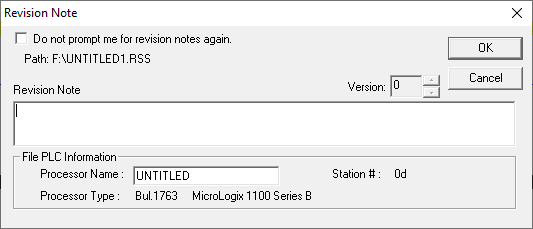 Revision Note
Do not prompt me for revision notes again.
OK
Path: F:\UNTITLED1.RSS
Cancel
Version: 0
Revision Note
File PLC Information
Processor Name : UNTITLED Station # : 0d
Processor Type : Bul.1763 MicroLogix 1100 Series B